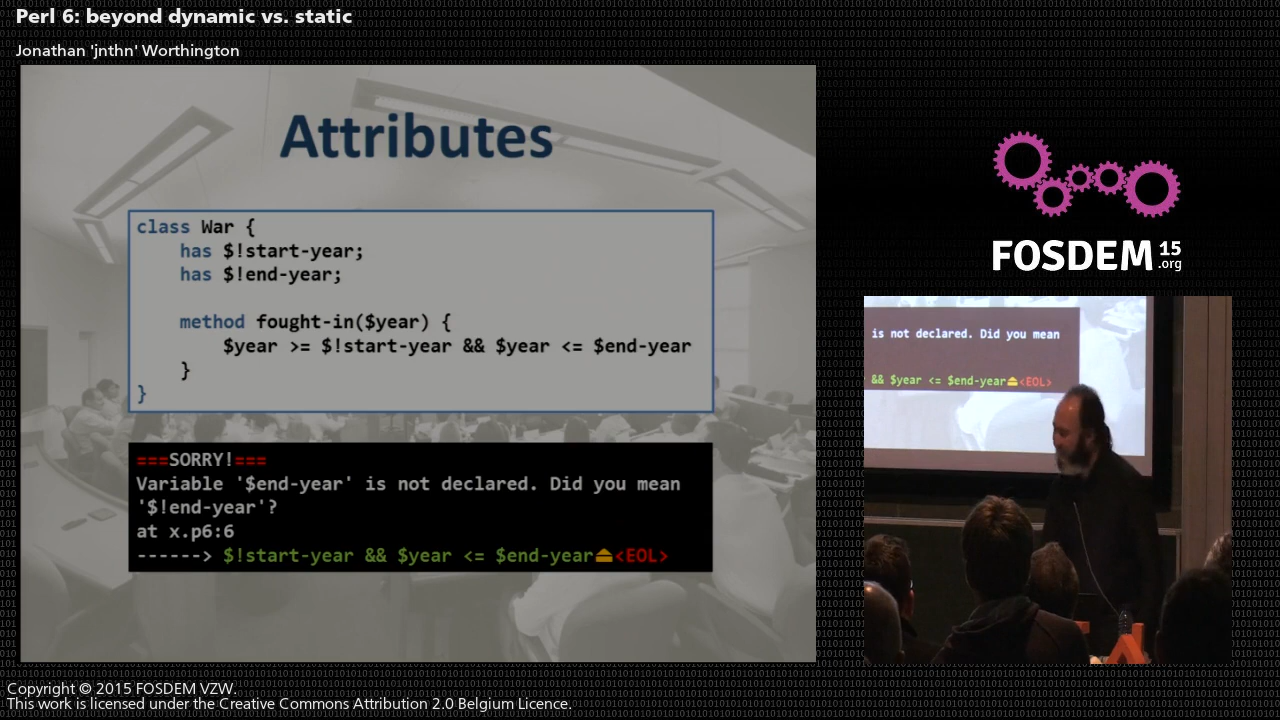 Perl 6: beyond dynamic vs. static
Jonathan 'jnthn' Worthington
Attributes
class War {
has $!start-year;
has $!end-year;
method fought-in($year) {
$year >= $!start-year && $year <= $end-year
}
}
===SORRY!===
Variable '$end-year' is not declared. Did you mean
'$!end-year'?
at x.p6:6
------> $!start-year && $year <= $end-year⏏<EOL>
FOSDEM 15
.org
is not declared. Did you mean
&& $year <= $end-year⏏<EOL>
Copyright © 2015 FOSDEM VZW.
This work is licensed under the Creative Commons Attribution 2.0 Belgium Licence.